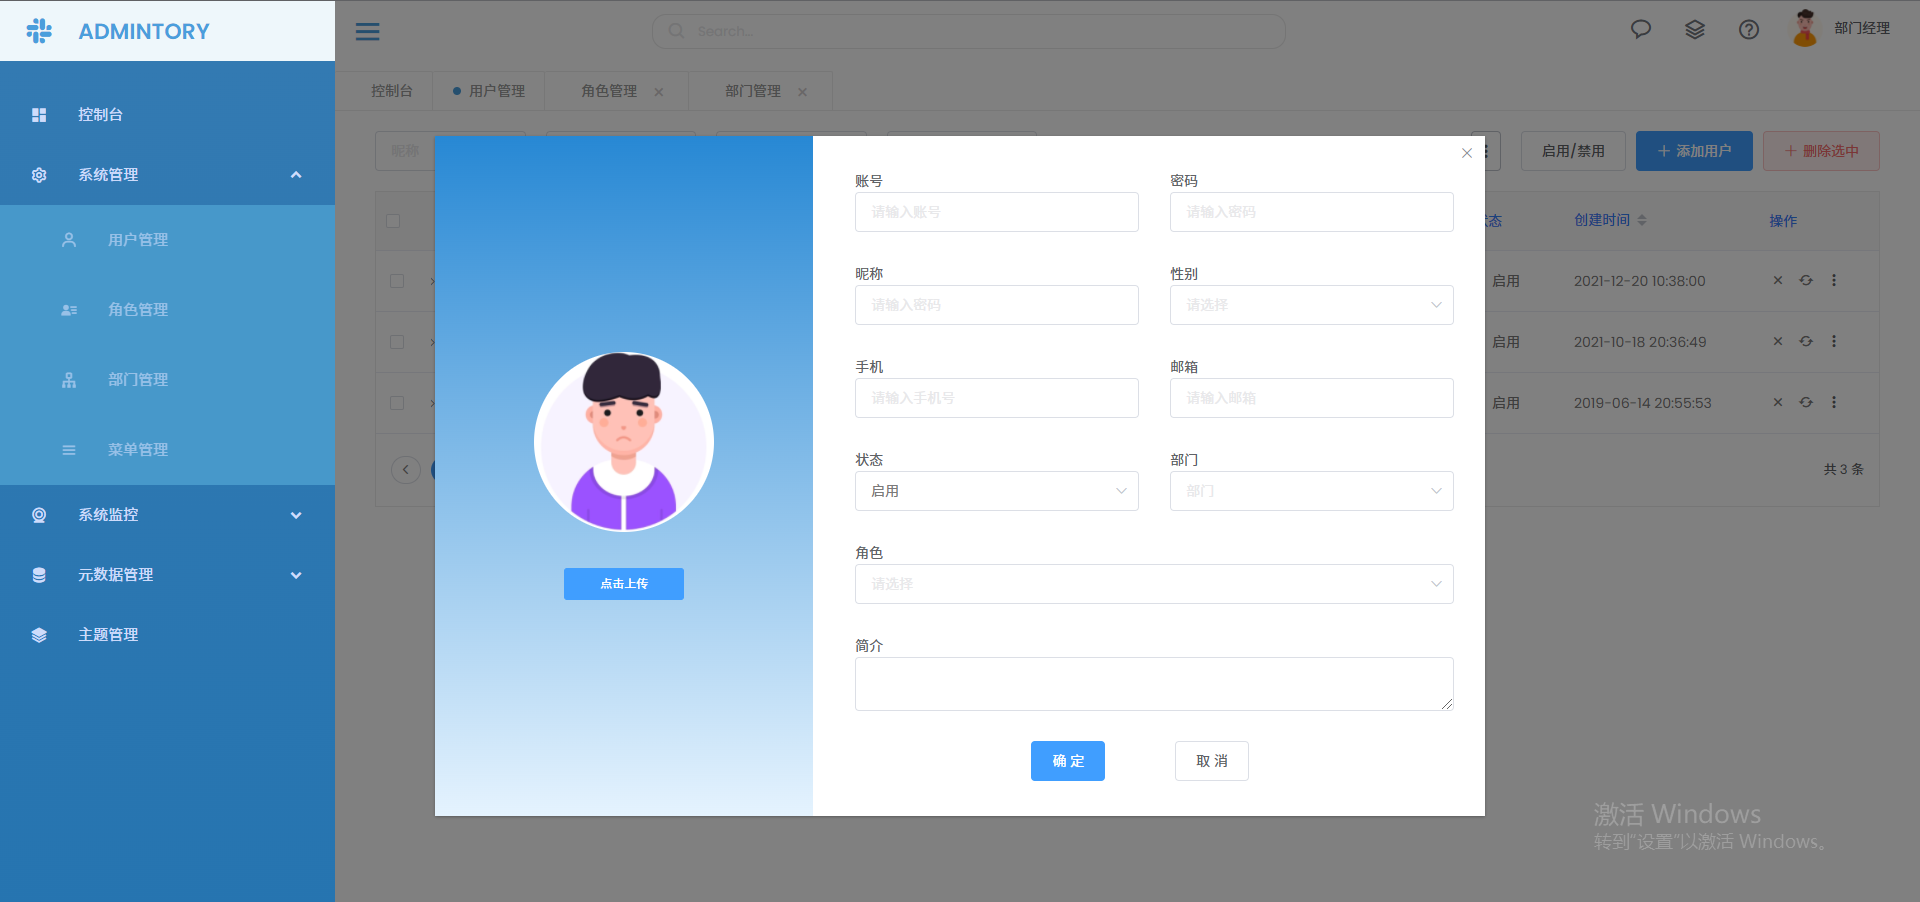 ADMINTORY
Search...
部门经理
控制台
系统管理
用户管理
角色管理
部门管理
菜单管理
系统监控
元数据管理
主题管理
控制台
用户管理
角色管理
部门管理
昵称
启用/禁用
添加用户
删除选中
态
创建时间
操作
启用
2021-12-20 10:38:00
启用
2021-10-18 20:36:49
启用
2019-06-14 20:55:53
共 3 条
点击上传
账号
请输入账号
密码
请输入密码
昵称
请输入密码
性别
请选择
手机
请输入手机号
邮箱
请输入邮箱
状态
启用
部门
部门
角色
请选择
简介
确 定
取 消
激活 Windows
转到"设置"以激活 Windows。